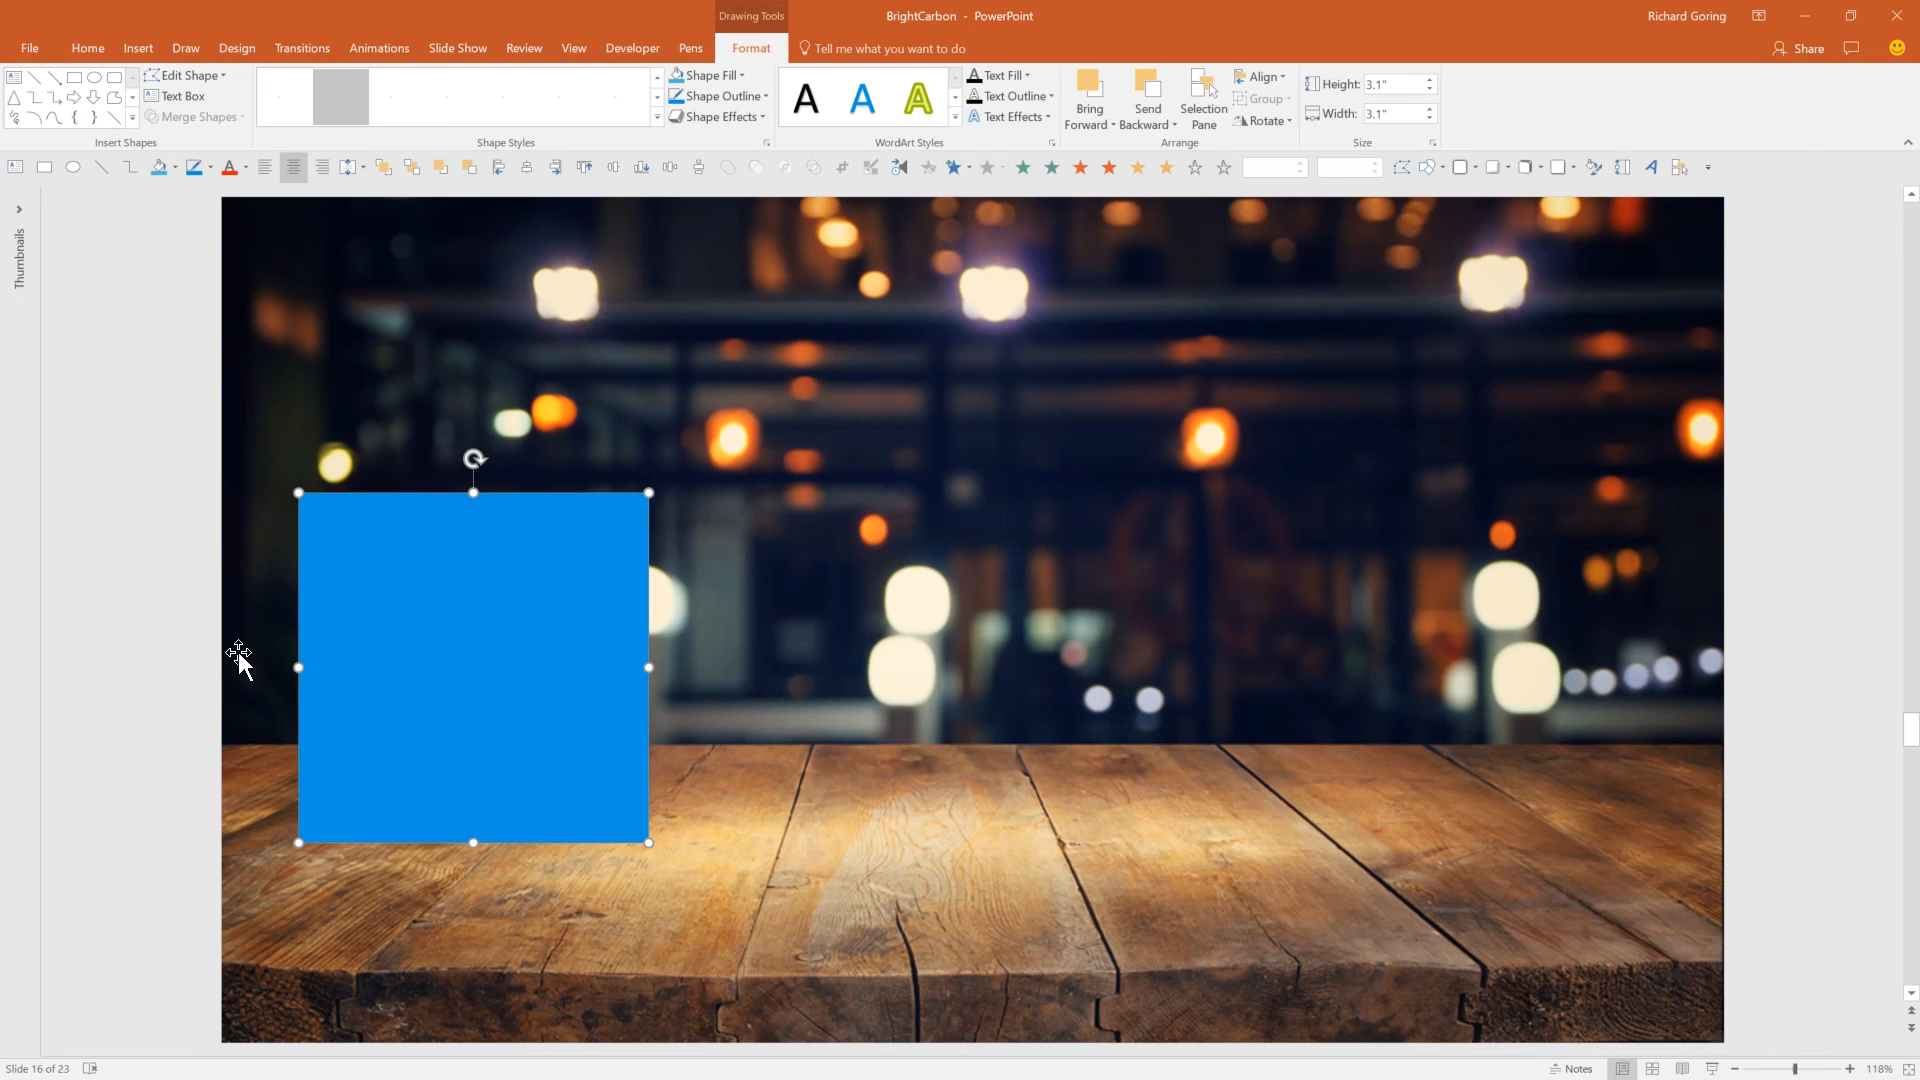 Drawing Tools
BrightCarbon - PowerPoint
Richard Goring
File Home Insert Draw Design Transitions Animations Slide Show Review View Developer Pens Format Tell me what you want to do Share
Edit Shape
Text Box
Merge Shapes
Insert Shapes
Shape Fill
Shape Outline
Shape Effects
Shape Styles
A A A
Text Fill
Text Outline
Text Effects
WordArt Styles
Bring Forward
Send Backward
Selection Pane
Align
Group
Rotate
Arrange
Height: 3.1"
Width: 3.1"
Size
Thumbnails
Slide 16 of 23
Notes
118%